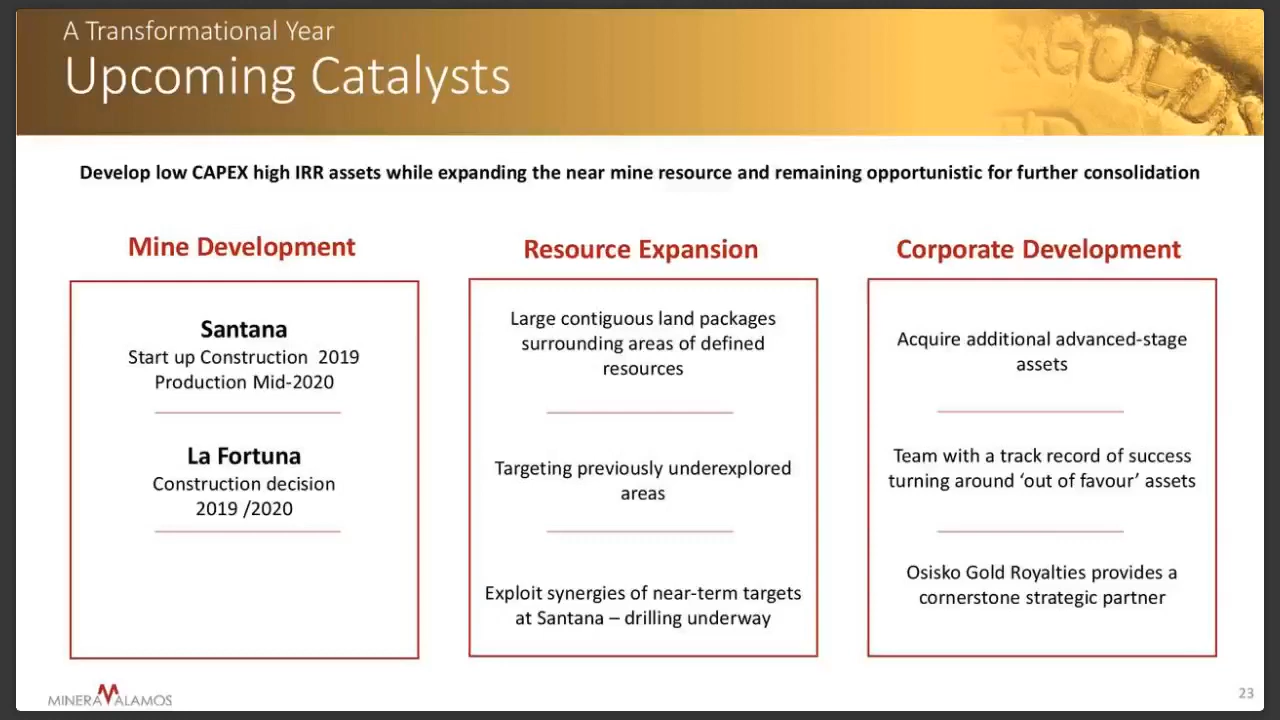 A Transformational Year
Upcoming Catalysts
GOLD
Develop low CAPEX high IRR assets while expanding the near mine resource and remaining opportunistic for further consolidation
Mine Development
Santana
Start up Construction 2019
Production Mid-2020
La Fortuna
Construction decision
2019 /2020
Resource Expansion
Large contiguous land packages
surrounding areas of defined
resources
Targeting previously underexplored
areas
Exploit synergies of near-term targets
at Santana – drilling underway
Corporate Development
Acquire additional advanced-stage
assets
Team with a track record of success
turning around ‘out of favour’ assets
Osisko Gold Royalties provides a
cornerstone strategic partner
MINERA ALAMOS
23